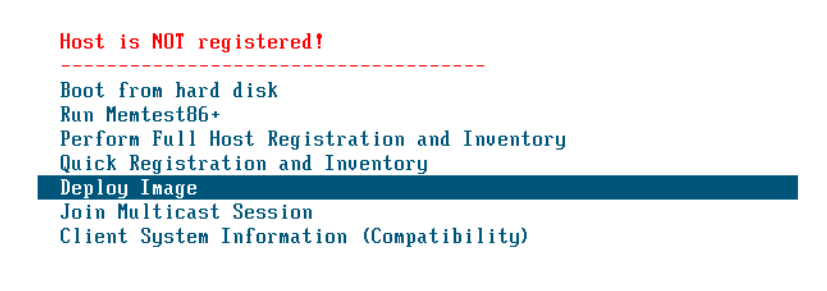 Host is NOT registered!
-------------------------------------
Boot from hard disk
Run Memtest86+
Perform Full Host Registration and Inventory
Quick Registration and Inventory
Deploy Image
Join Multicast Session
Client System Information (Compatibility)